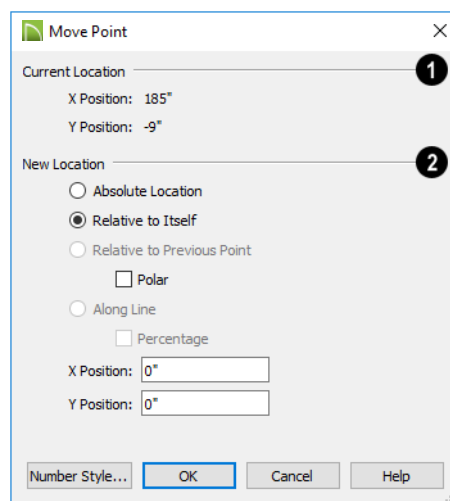 Move Point
Current Location 1
X Position: 185"
Y Position: -9"
New Location 2
Absolute Location
Relative to Itself
Relative to Previous Point
Polar
Along Line
Percentage
X Position: 0"
Y Position: 0"
Number Style... OK Cancel Help